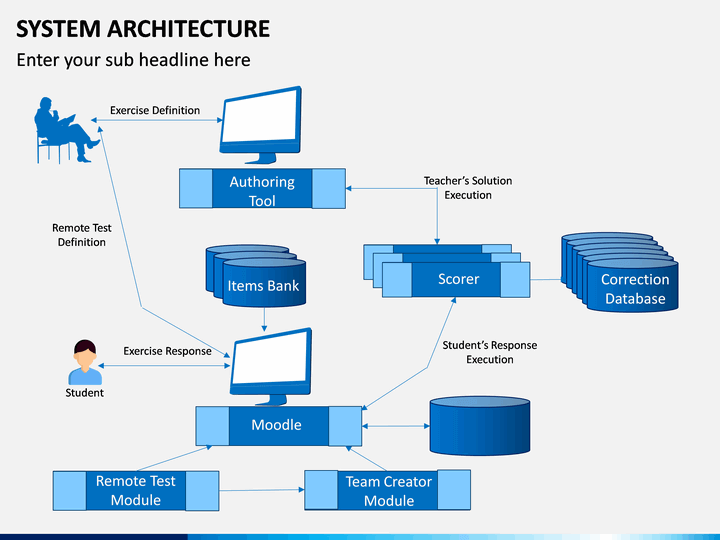 SYSTEM ARCHITECTURE
Enter your sub headline here
Exercise Definition
Authoring
Tool
Teacher's Solution
Execution
Remote Test
Definition
Items Bank
Scorer
Correction
Database
Exercise Response
Student's Response
Execution
Student
Moodle
Remote Test
Module
Team Creator
Module